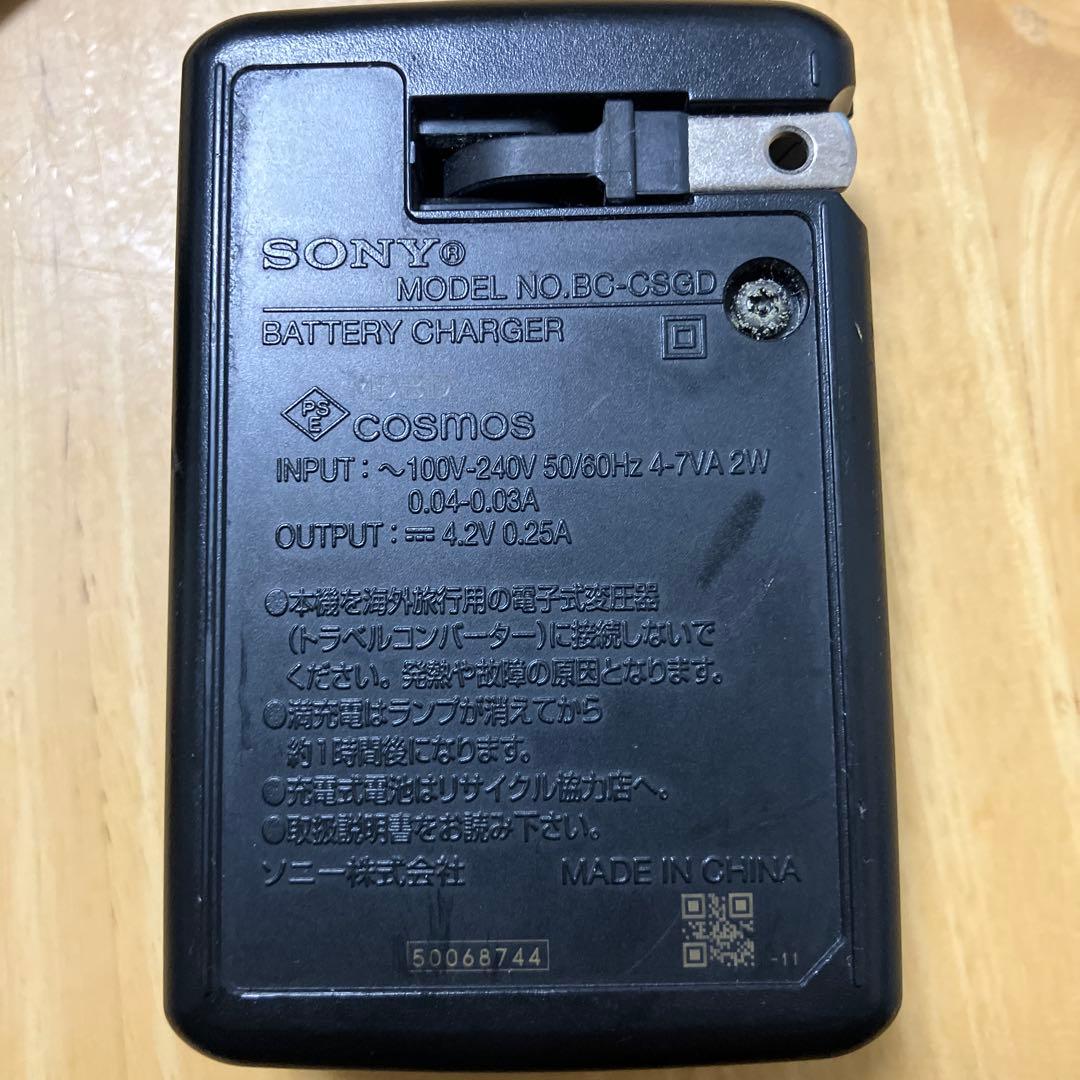 SONY®
MODEL NO.BC-CSGD
BATTERY CHARGER
PSE
cosmos
INPUT : ～100V-240V 50/60Hz 4-7VA 2W
0.04-0.03A
OUTPUT : ⎓ 4.2V 0.25A
●本機を海外旅行用の電子式変圧器
(トラベルコンバーター)に接続しないで
ください。発熱や故障の原因となります。
●満充電はランプが消えてから
約1時間後になります。
●充電式電池はリサイクル協力店へ。
●取扱説明書をお読み下さい。
ソニー株式会社 MADE IN CHINA
50068744
-11